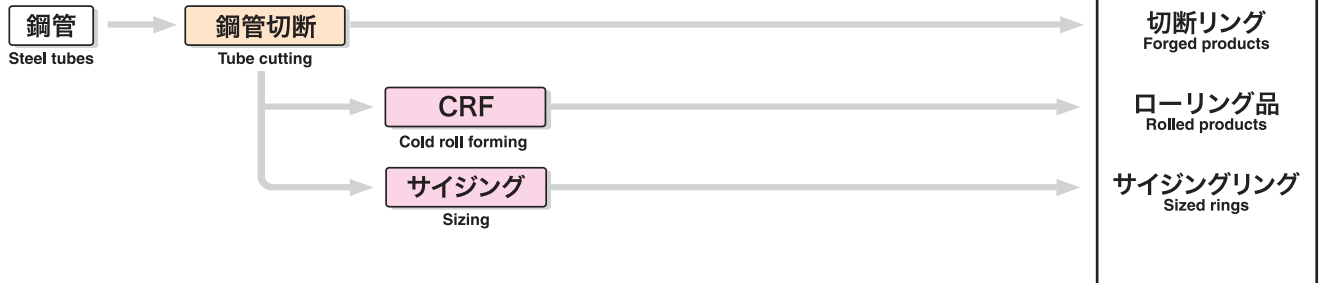 鋼管
Steel tubes
鋼管切断
Tube cutting
切断リング
Forged products
CRF
Cold roll forming
ローリング品
Rolled products
サイジング
Sizing
サイジングリング
Sized rings